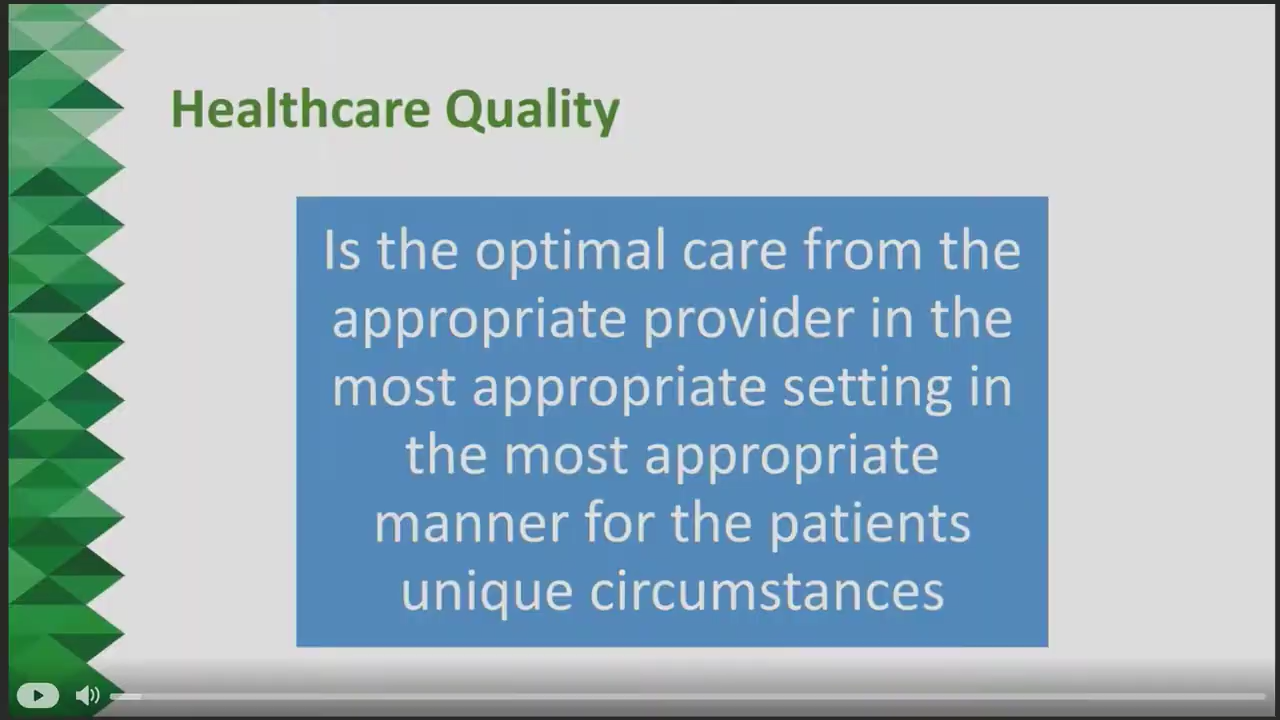 Healthcare Quality
Is the optimal care from the
appropriate provider in the
most appropriate setting in
the most appropriate
manner for the patients
unique circumstances